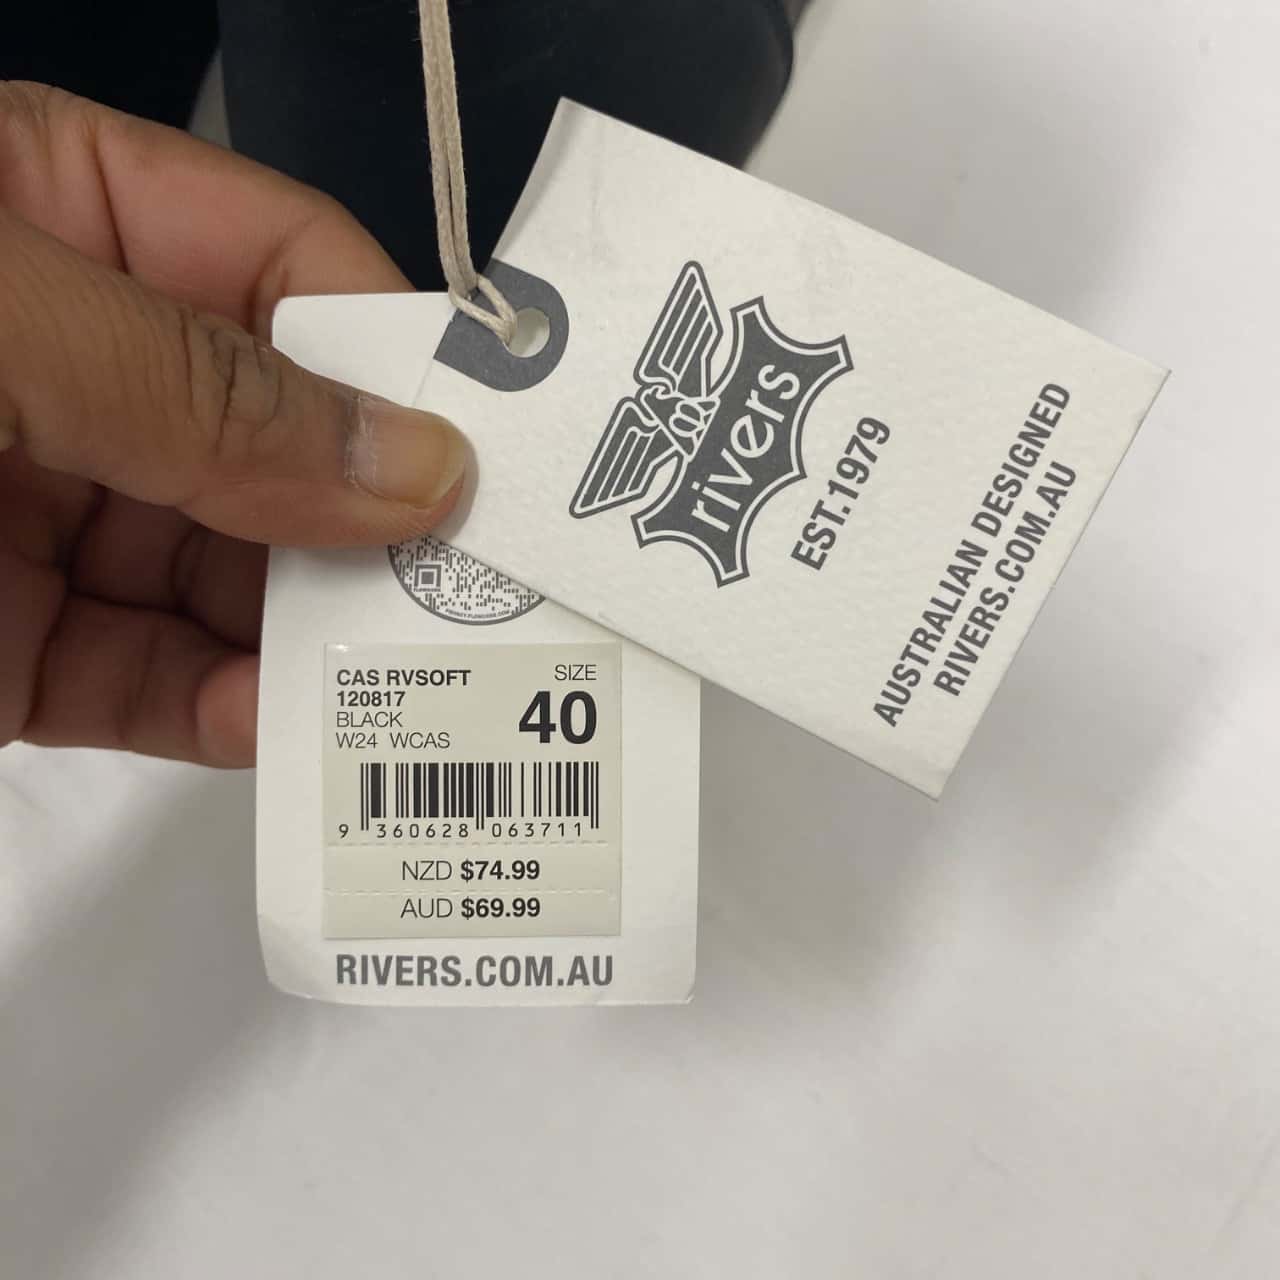 rivers
EST.1979
AUSTRALIAN DESIGNED
RIVERS.COM.AU
CAS RVSOFT
120817
BLACK
W24 WCAS
SIZE
40
9 360628 063711
NZD $74.99
AUD $69.99
RIVERS.COM.AU